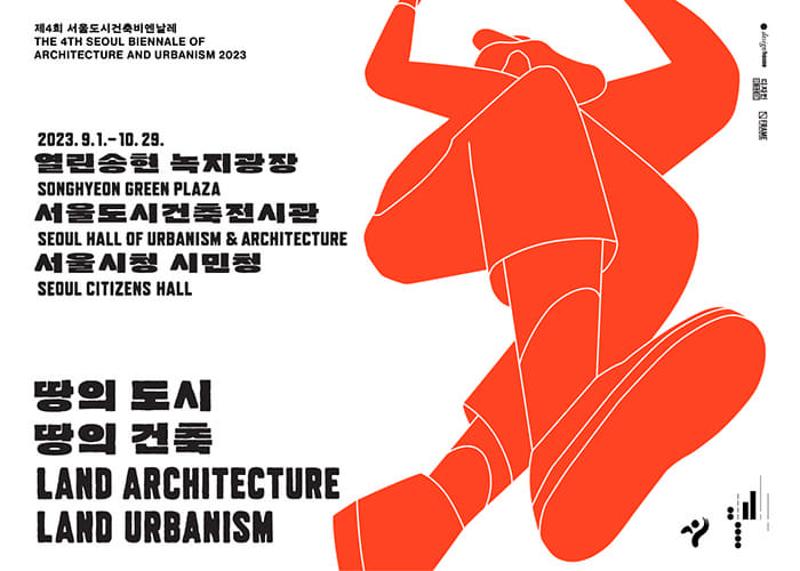 제4회 서울도시건축비엔날레
THE 4TH SEOUL BIENNALE OF
ARCHITECTURE AND URBANISM 2023
2023.9.1.–10.29.
열린송현 녹지광장
SONGHYEON GREEN PLAZA
서울도시건축전시관
SEOUL HALL OF URBANISM & ARCHITECTURE
서울시청 시민청
SEOUL CITIZENS HALL
땅의 도시
땅의 건축
LAND ARCHITECTURE
LAND URBANISM
designhouse
FRAME